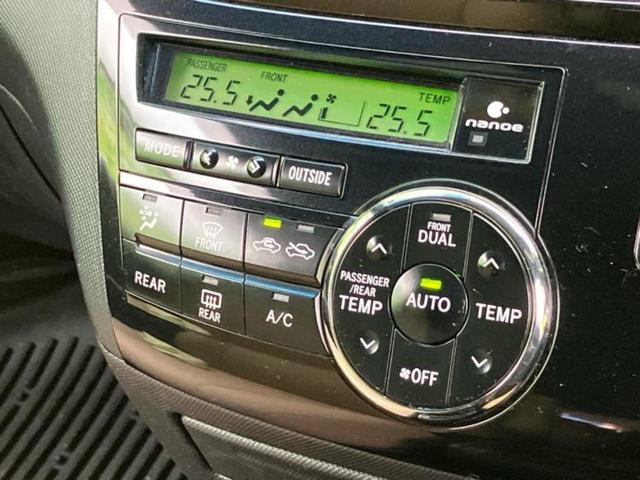 PASSENGER FRONT TEMP
25.5 25.5
nanoe
MODE OUTSIDE
FRONT
FRONT DUAL
PASSENGER/REAR TEMP
AUTO
TEMP
REAR
REAR
A/C
OFF